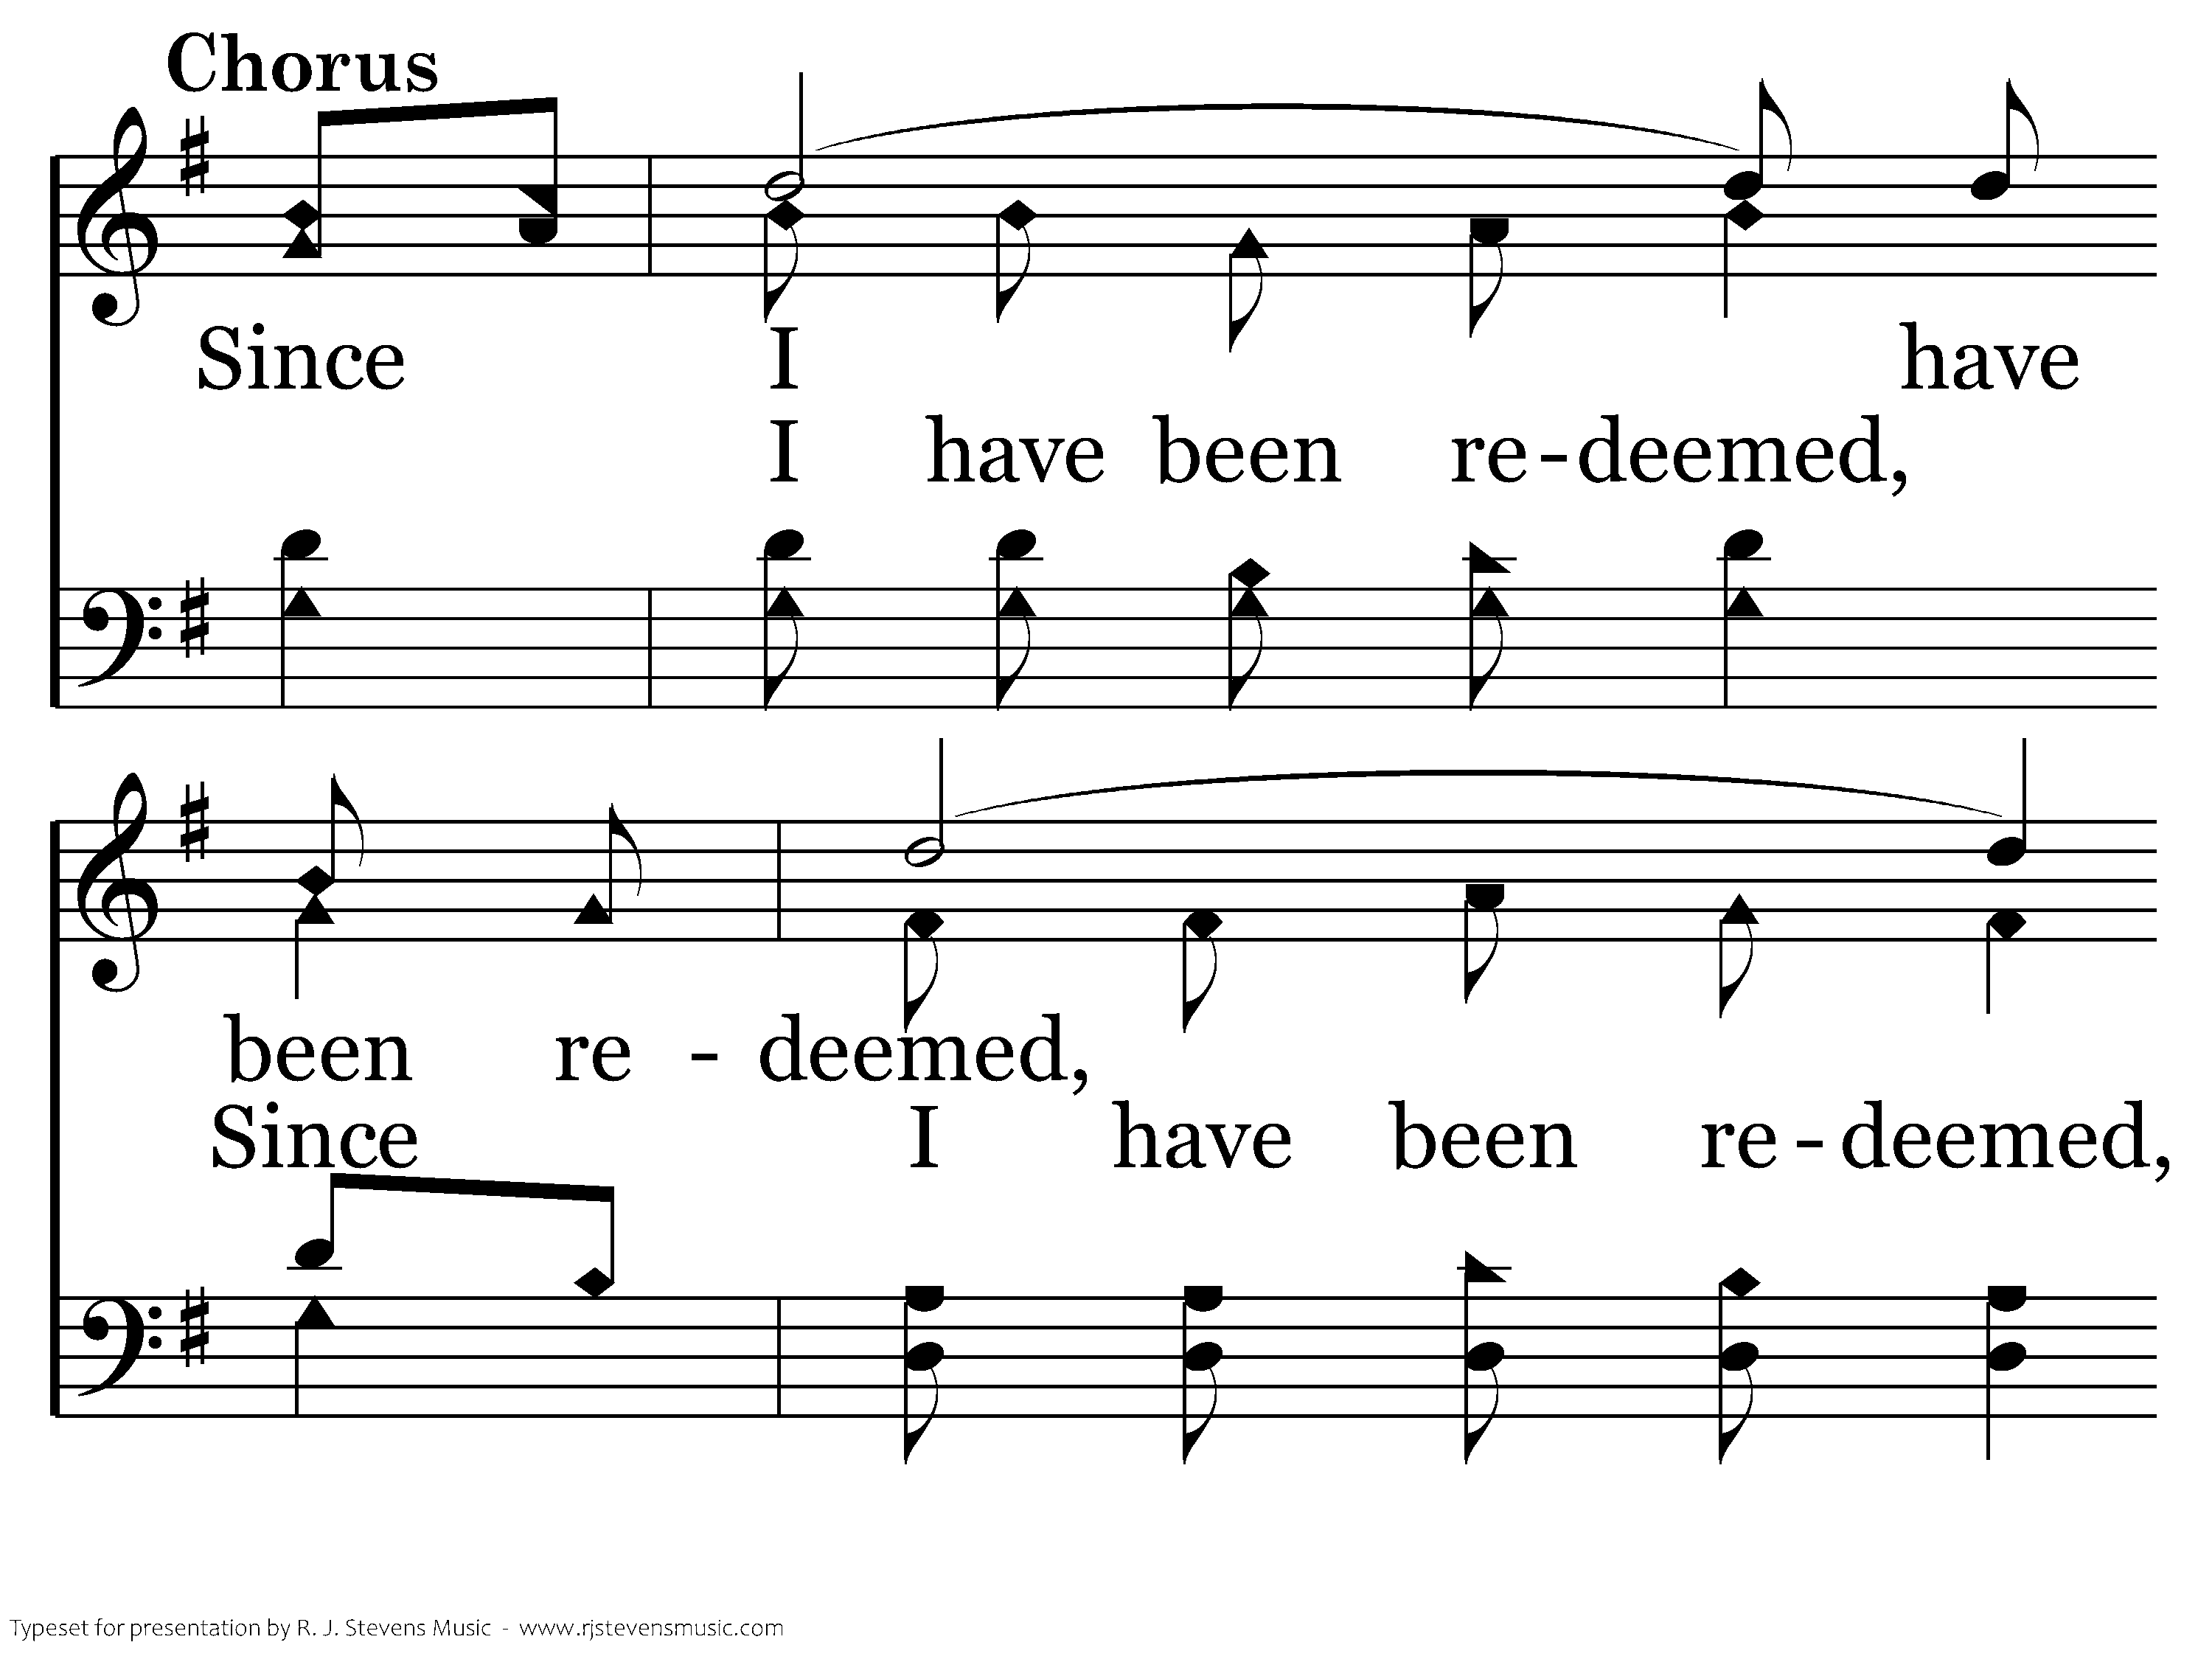 Chorus
Since I have
I have been re-deemed,
been re - deemed,
Since I have been re-deemed,
Typeset for presentation by R. J. Stevens Music - www.rjstevensmusic.com